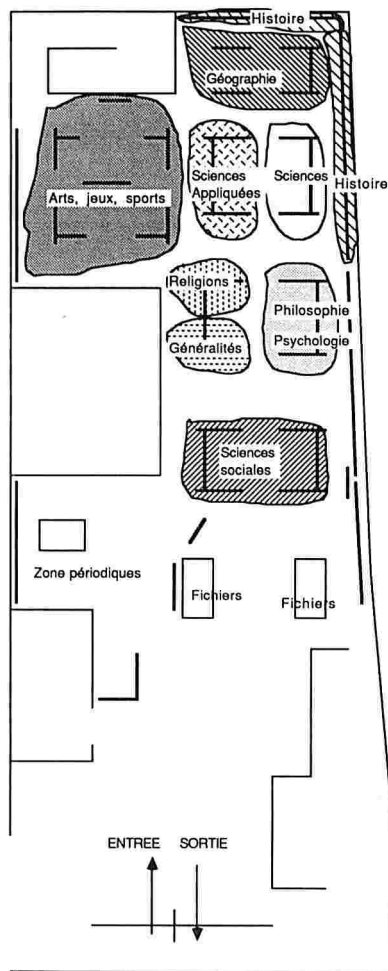 Histoire
Géographie
Sciences
Appliquées
Sciences
Histoire
Arts, jeux, sports
Religions
Philosophie
Psychologie
Généralités
Sciences
sociales
Zone périodiques
Fichiers
Fichiers
ENTREE SORTIE